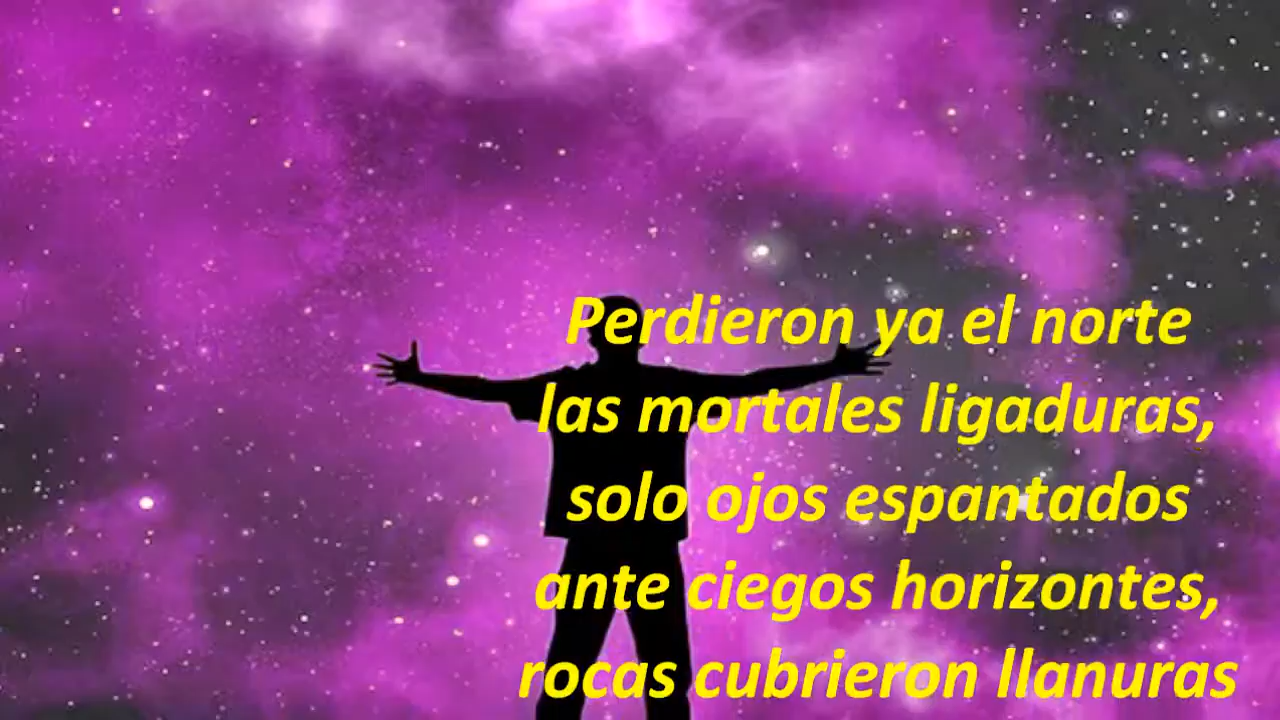 Perdieron ya el norte
las mortales ligaduras,
solo ojos espantados
ante ciegos horizontes,
rocas cubrieron llanuras